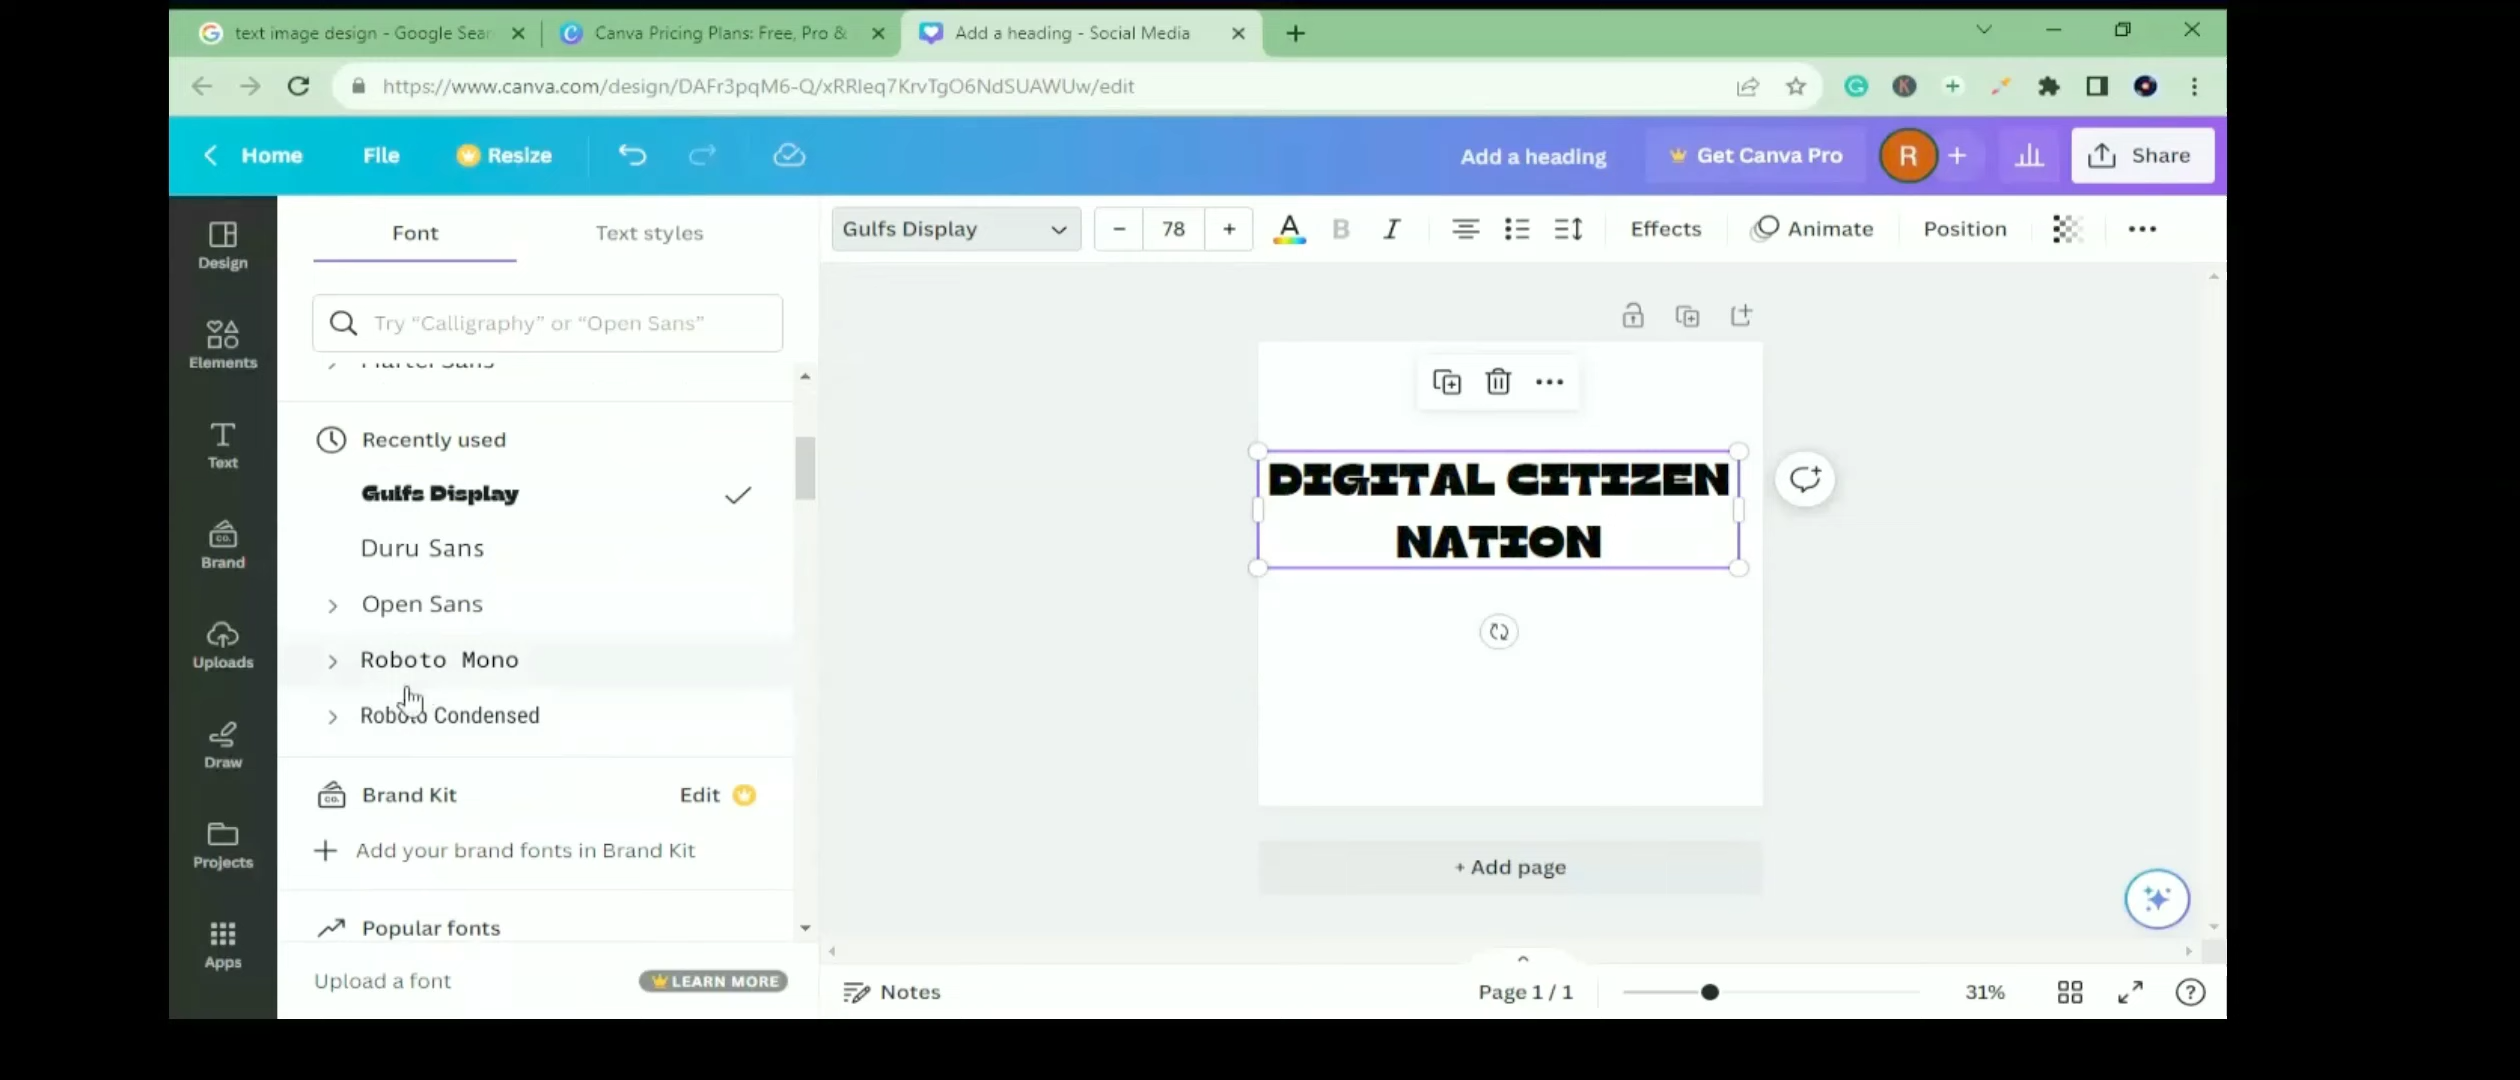 text image design - Google Sear
Canva Pricing Plans: Free, Pro &
Add a heading - Social Media
https://www.canva.com/design/DAFr3pqM6-Q/xRRleq7KrvTgO6NdSUAWUw/edit
Home
File
Resize
Add a heading
Get Canva Pro
R
Share
Design
Elements
Text
Brand
Uploads
Draw
Projects
Apps
Font
Text styles
Try “Calligraphy” or “Open Sans”
Recently used
Gulfs Display
Duru Sans
Open Sans
Roboto Mono
Roboto Condensed
CO.
Brand Kit
Edit
Add your brand fonts in Brand Kit
Popular fonts
Upload a font
LEARN MORE
Gulfs Display
78
A
B
I
Effects
Animate
Position
DIGITAL CITIZEN
NATION
+ Add page
Notes
Page 1 / 1
31%